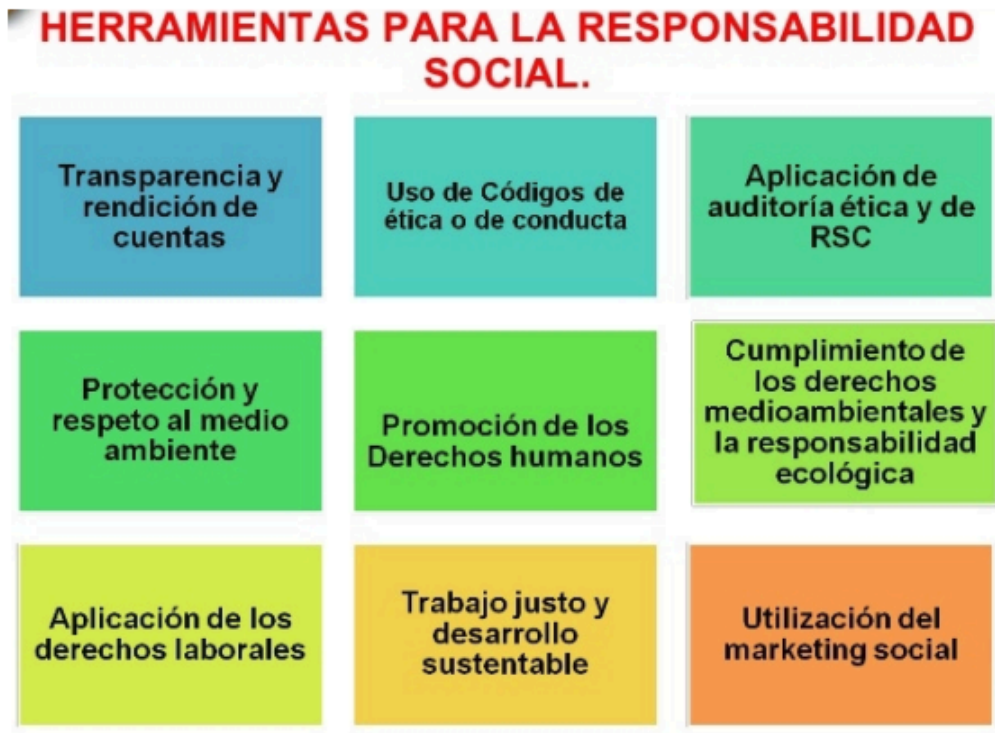 HERRAMIENTAS PARA LA RESPONSABILIDAD
SOCIAL.
Transparencia y
rendición de
cuentas
Uso de Códigos de
ética o de conducta
Aplicación de
auditoría ética y de
RSC
Protección y
respeto al medio
ambiente
Promoción de los
Derechos humanos
Cumplimiento de
los derechos
medioambientales y
la responsabilidad
ecológica
Aplicación de los
derechos laborales
Trabajo justo y
desarrollo
sustentable
Utilización del
marketing social